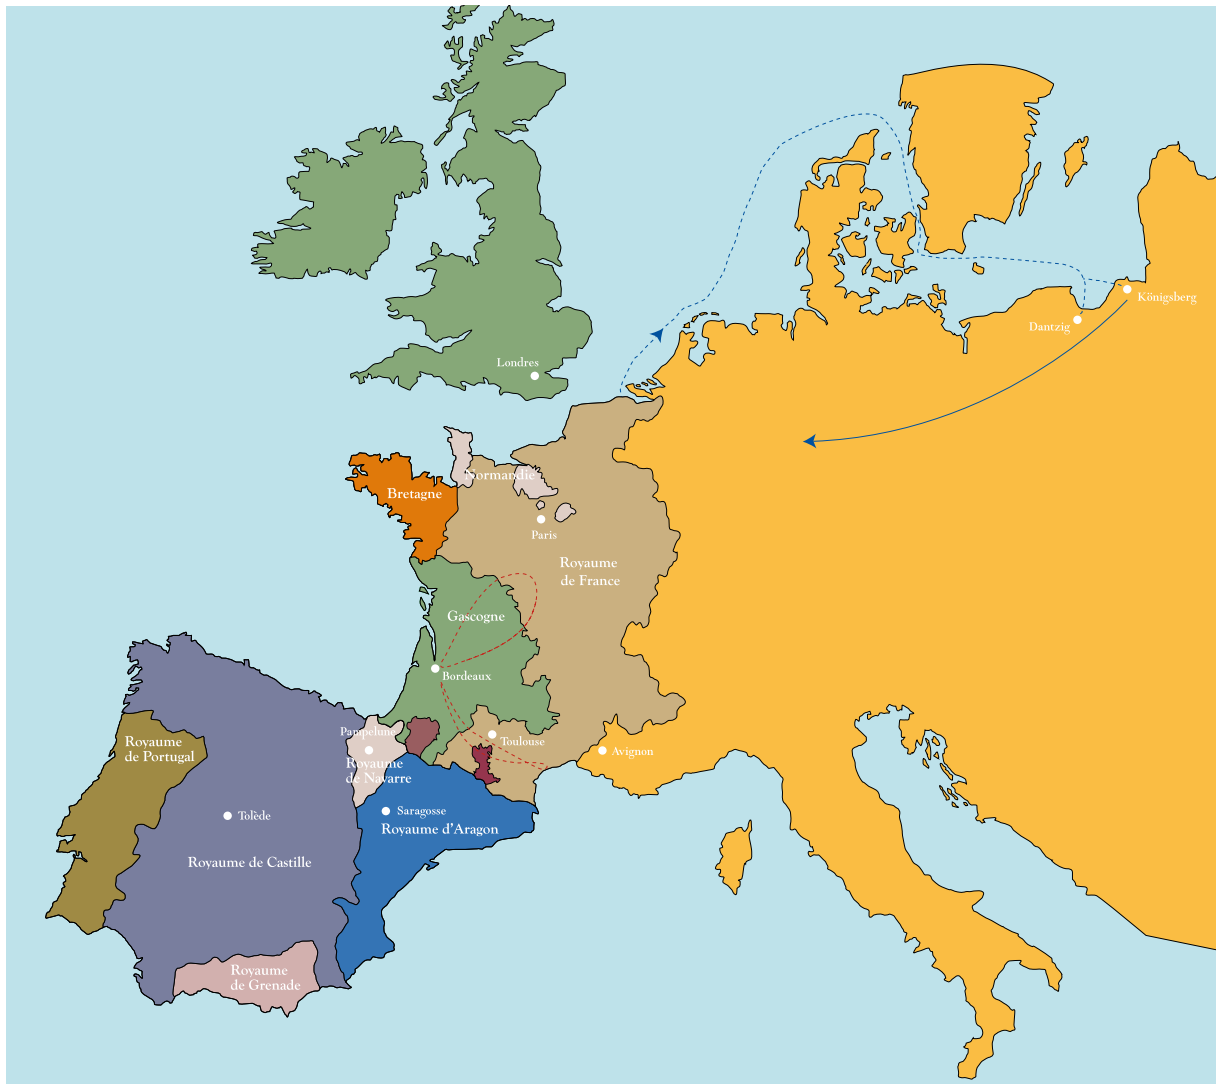 Königsberg
Dantzig
Londres
Normandie
Bretagne
Paris
Royaume
de France
Gascogne
Bordeaux
Pampelune
Toulouse
Royaume
de Portugal
Avignon
Royaume
de Navarre
Tolède
Saragosse
Royaume d'Aragon
Royaume de Castille
Royaume
de Grenade